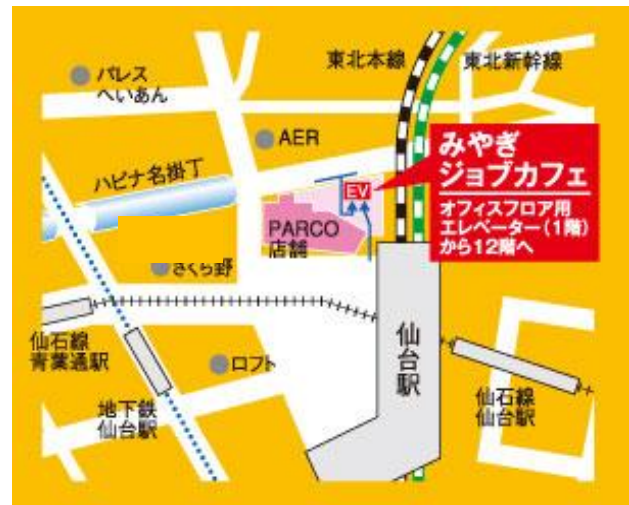 東北本線
東北新幹線
パレス
へいあん
AER
みやぎ
ジョブカフェ
オフィスフロア用
エレベーター(1階)
から12階へ
ハピナ名掛丁
EV
PARCO
店舗
さくら野
仙石線
青葉通駅
ロフト
仙台駅
地下鉄
仙台駅
仙石線
仙台駅